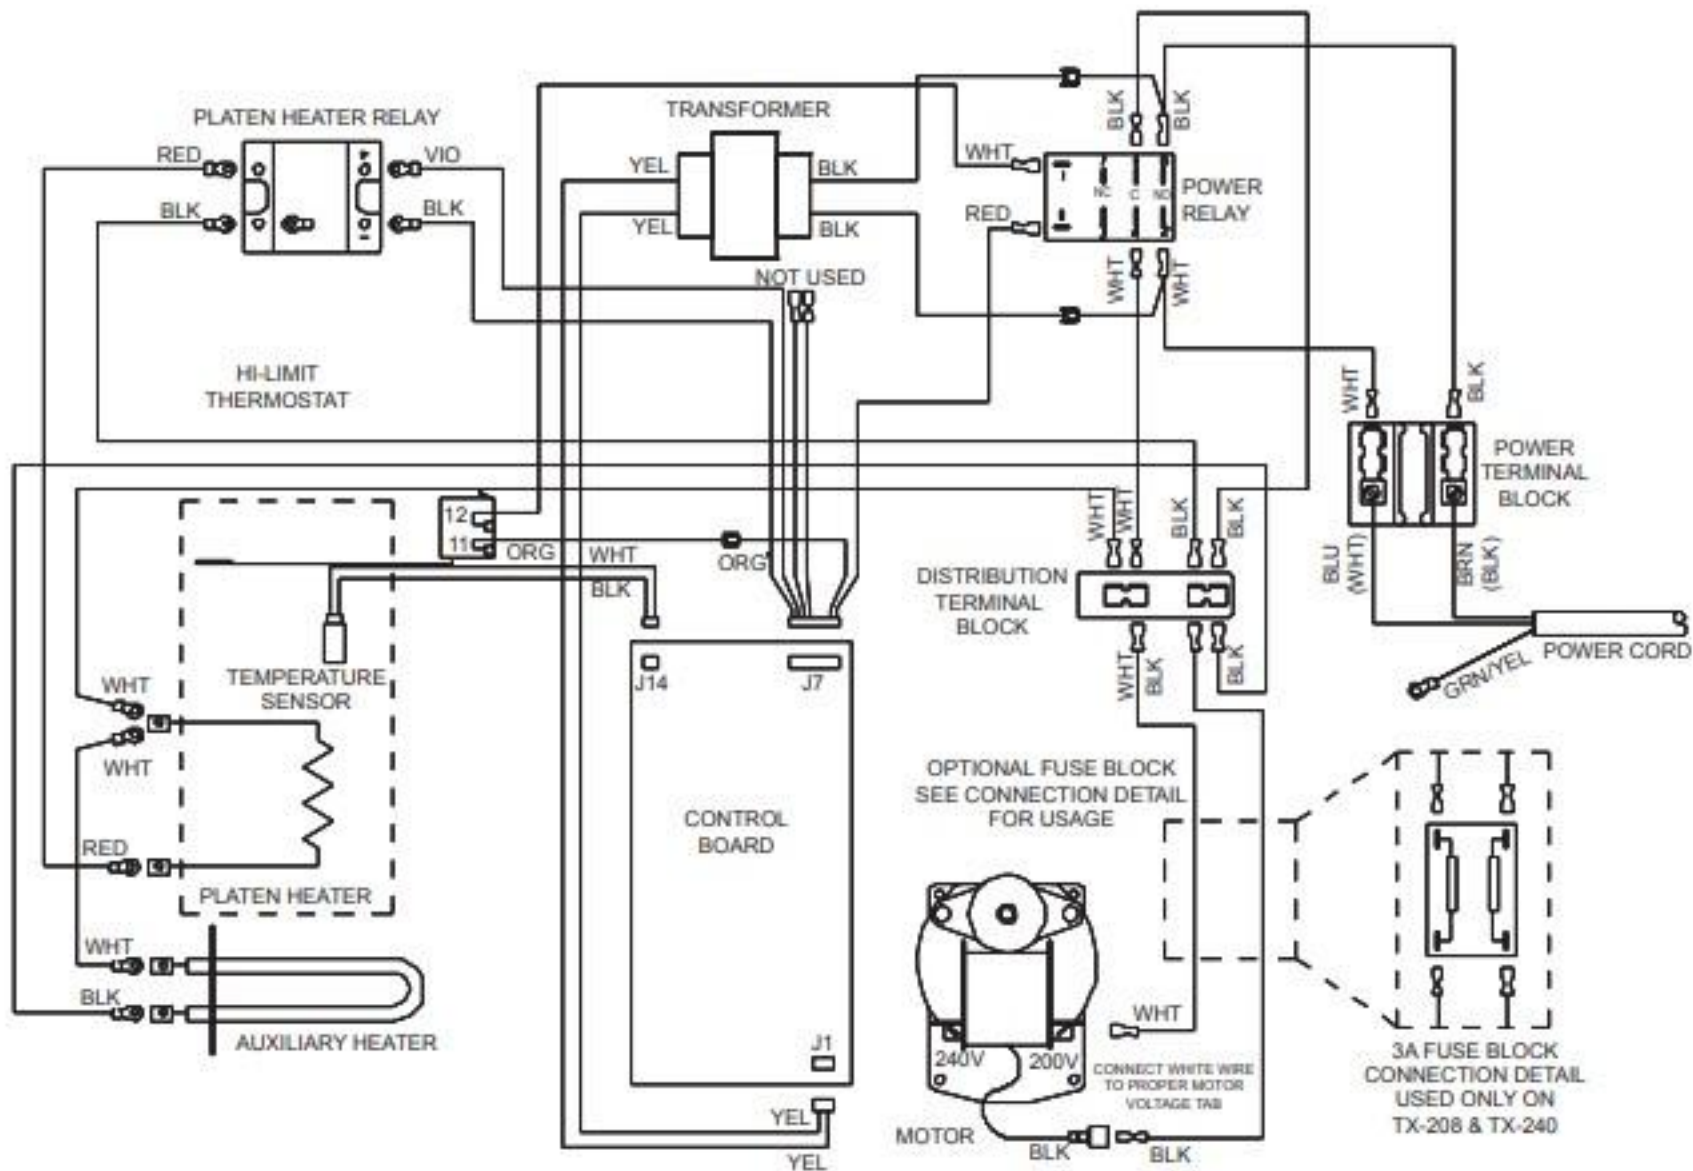 PLATEN HEATER RELAY
RED
VIO
BLK
BLK
TRANSFORMER
YEL
BLK
YEL
BLK
NOT USED
BLK
BLK
WHT
RED
NC
C
NO
POWER
RELAY
WHT
WHT
HI-LIMIT
THERMOSTAT
WHT
BLK
POWER
TERMINAL
BLOCK
BLU
(WHT)
BRN
(BLK)
POWER CORD
GRN/YEL
12
11
ORG
ORG
WHT
BLK
WHT
WHT
BLK
BLK
DISTRIBUTION
TERMINAL
BLOCK
WHT
BLK
BLK
TEMPERATURE
SENSOR
WHT
WHT
RED
PLATEN HEATER
WHT
BLK
AUXILIARY HEATER
J14
J7
CONTROL
BOARD
J1
YEL
YEL
OPTIONAL FUSE BLOCK
SEE CONNECTION DETAIL
FOR USAGE
240V
200V
WHT
CONNECT WHITE WIRE
TO PROPER MOTOR
VOLTAGE TAB
MOTOR
BLK
BLK
3A FUSE BLOCK
CONNECTION DETAIL
USED ONLY ON
TX-208 & TX-240